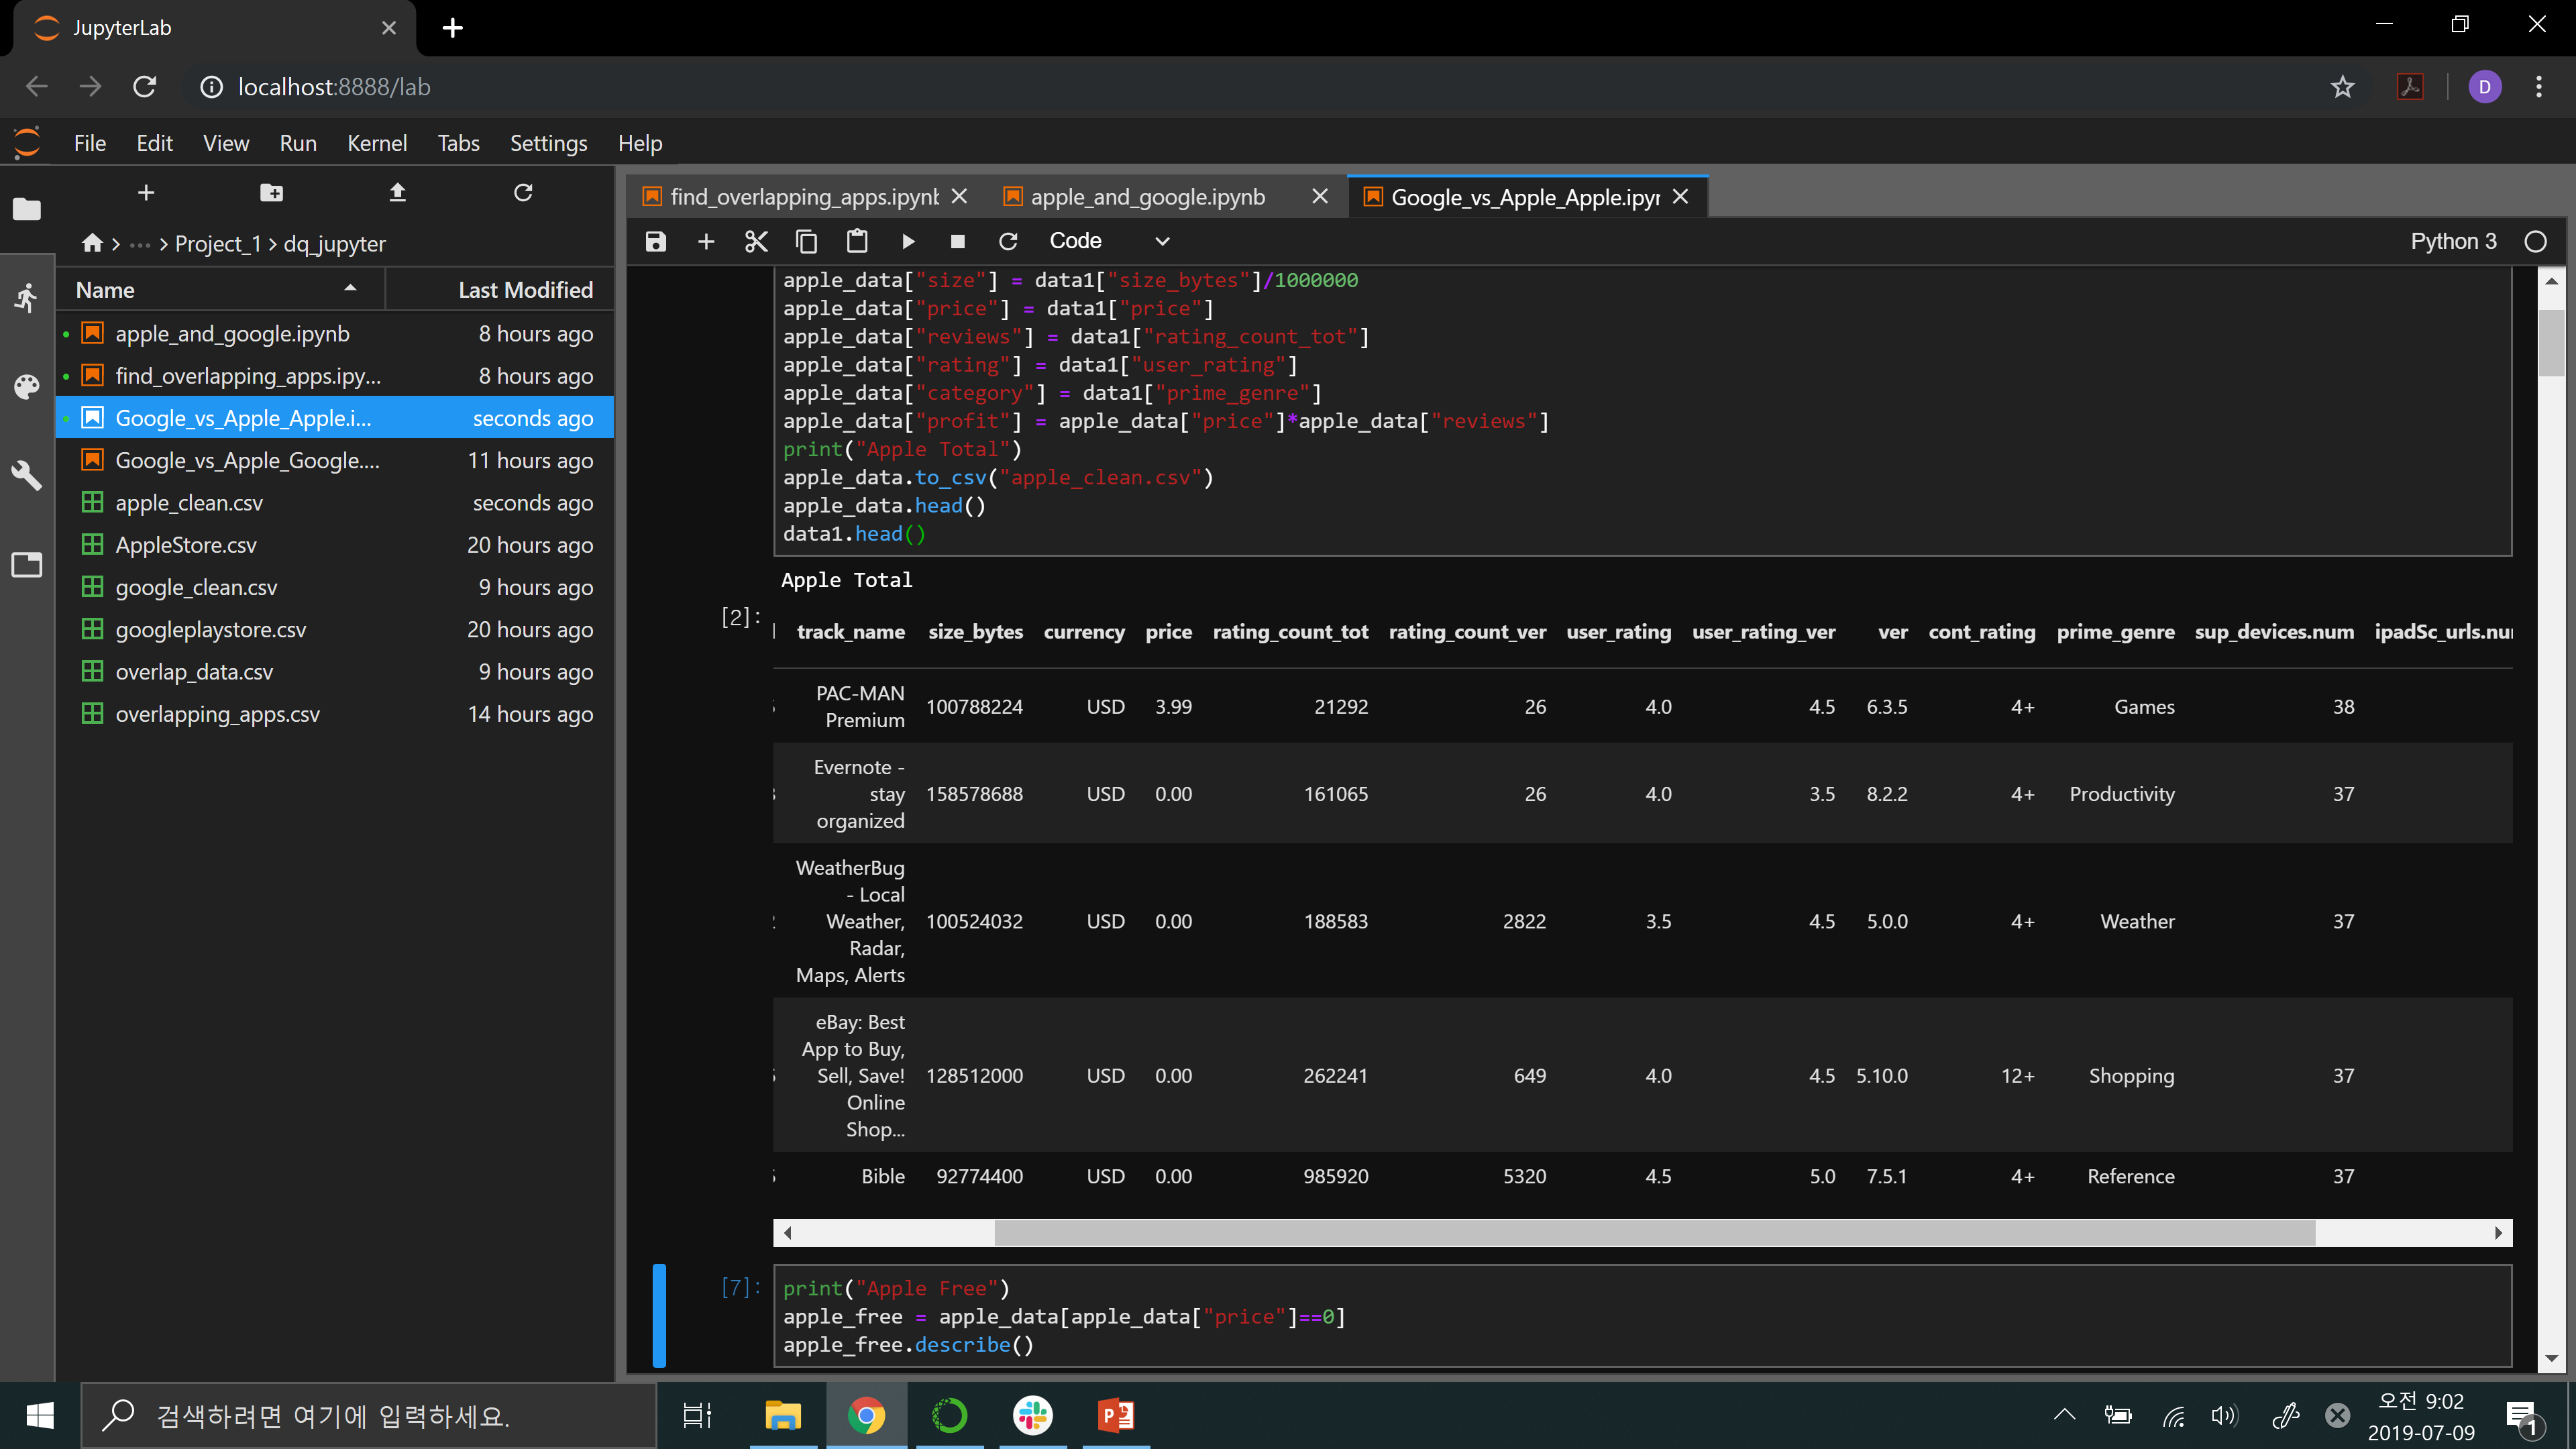 JupyterLab
localhost:8888/lab
D
File Edit View Run Kernel Tabs Settings Help
Project_1 dq_jupyter
Name Last Modified
apple_and_google.ipynb 8 hours ago
find_overlapping_apps.ipy... 8 hours ago
Google_vs_Apple_Apple.i... seconds ago
Google_vs_Apple_Google.... 11 hours ago
apple_clean.csv seconds ago
AppleStore.csv 20 hours ago
google_clean.csv 9 hours ago
googleplaystore.csv 20 hours ago
overlap_data.csv 9 hours ago
overlapping_apps.csv 14 hours ago
find_overlapping_apps.ipynb apple_and_google.ipynb Google_vs_Apple_Apple.ipyn
Code Python 3
apple_data["size"] = data1["size_bytes"]/1000000
apple_data["price"] = data1["price"]
apple_data["reviews"] = data1["rating_count_tot"]
apple_data["rating"] = data1["user_rating"]
apple_data["category"] = data1["prime_genre"]
apple_data["profit"] = apple_data["price"]*apple_data["reviews"]
print("Apple Total")
apple_data.to_csv("apple_clean.csv")
apple_data.head()
data1.head()
Apple Total
[2]:
track_name size_bytes currency price rating_count_tot rating_count_ver user_rating user_rating_ver ver cont_rating prime_genre sup_devices.num ipadSc_urls.num
PAC-MAN
Premium 100788224 USD 3.99 21292 26 4.0 4.5 6.3.5 4+ Games 38
Evernote -
stay 158578688 USD 0.00 161065 26 4.0 3.5 8.2.2 4+ Productivity 37
organized
WeatherBug
- Local
Weather, 100524032 USD 0.00 188583 2822 3.5 4.5 5.0.0 4+ Weather 37
Radar,
Maps, Alerts
eBay: Best
App to Buy,
Sell, Save! 128512000 USD 0.00 262241 649 4.0 4.5 5.10.0 12+ Shopping 37
Online
Shop...
Bible 92774400 USD 0.00 985920 5320 4.5 5.0 7.5.1 4+ Reference 37
[7]:
print("Apple Free")
apple_free = apple_data[apple_data["price"]==0]
apple_free.describe()
검색하려면 여기에 입력하세요.
P
오전 9:02
2019-07-09
1